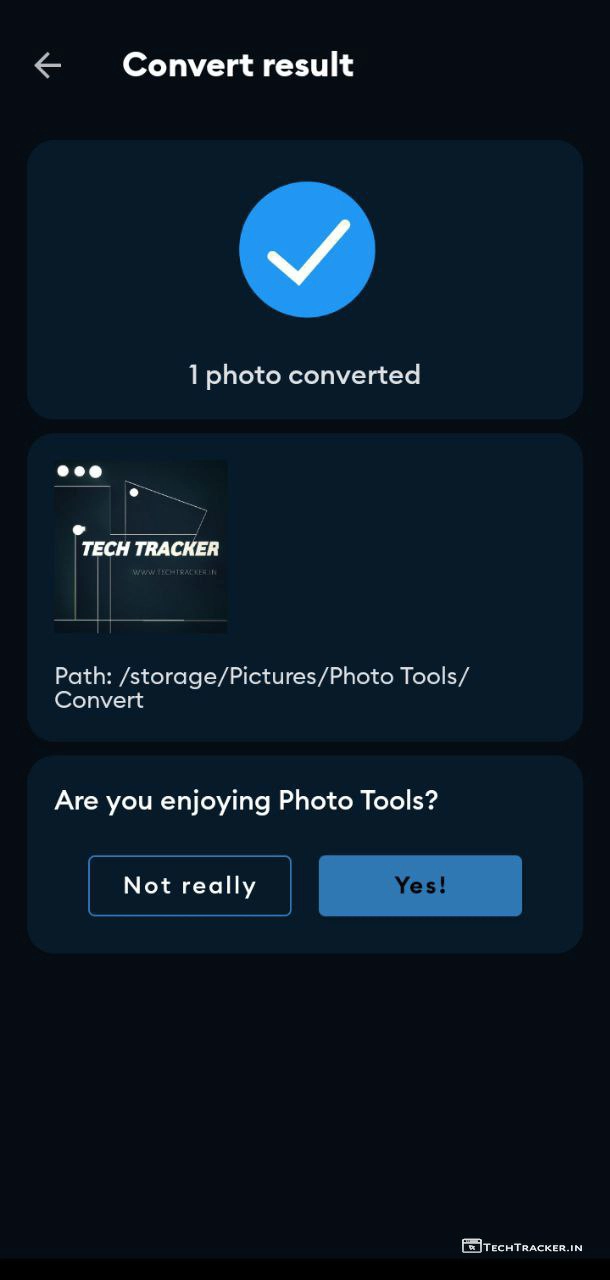 Convert result
1 photo converted
TECH TRACKER
WWW.TECHTRACKER.IN
Path: /storage/Pictures/Photo Tools/
Convert
Are you enjoying Photo Tools?
Not really
Yes!
TECHTRACKER.IN